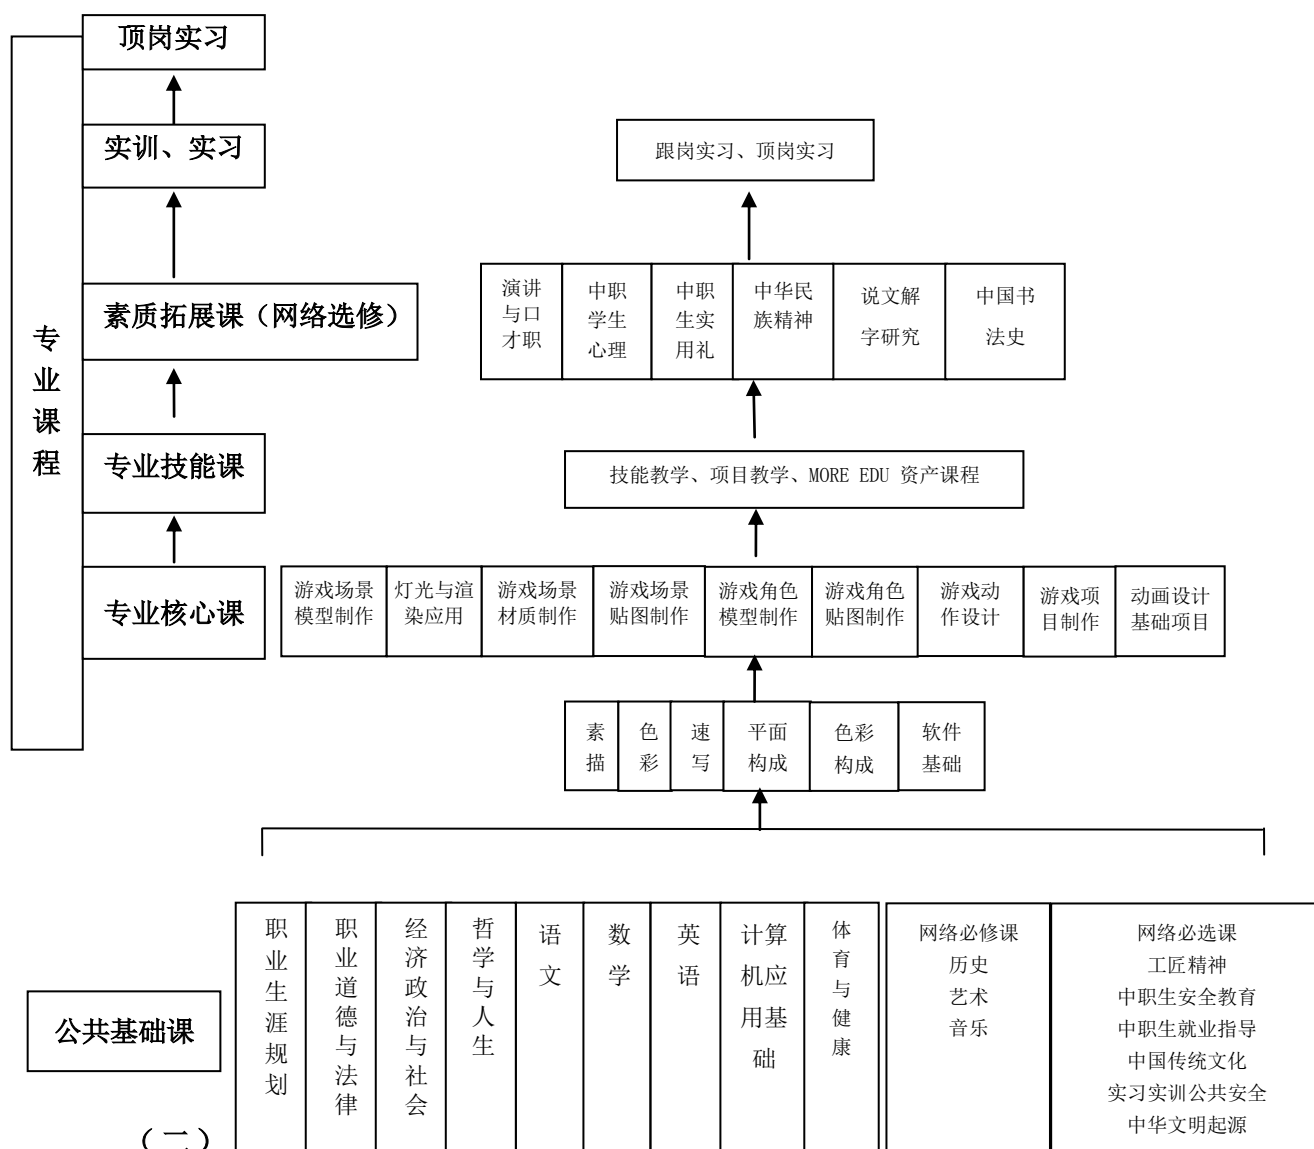 顶岗实习
实训、实习
跟岗实习、顶岗实习
素质拓展课（网络选修）
演讲
与口
才职
中职
学生
心理
中职
生实
用礼
中华民
族精神
说文解
字研究
中国书
法史
专业课程
专业技能课
技能教学、项目教学、MORE EDU 资产课程
专业核心课
游戏场景
模型制作
灯光与渲
染应用
游戏场景
材质制作
游戏场景
贴图制作
游戏角色
模型制作
游戏角色
贴图制作
游戏动
作设计
游戏项
目制作
动画设计
基础项目
素描
色彩
速写
平面
构成
色彩
构成
软件
基础
公共基础课
职业生涯规划
职业道德与法律
经济政治与社会
哲学与人生
语文
数学
英语
计算
机应
用基
础
体育与健康
网络必修课
历史
艺术
音乐
网络必选课
工匠精神
中职生安全教育
中职生就业指导
中国传统文化
实习实训公共安全
中华文明起源
（二）